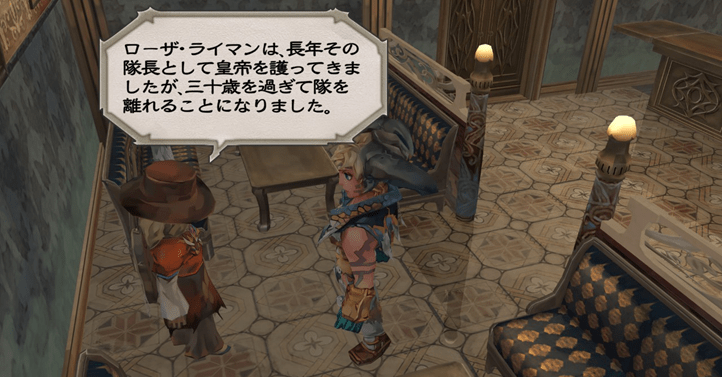 ローザ・ライマンは、長年その
隊長として皇帝を護ってきま
したが、三十歳を過ぎて隊を
離れることになりました。